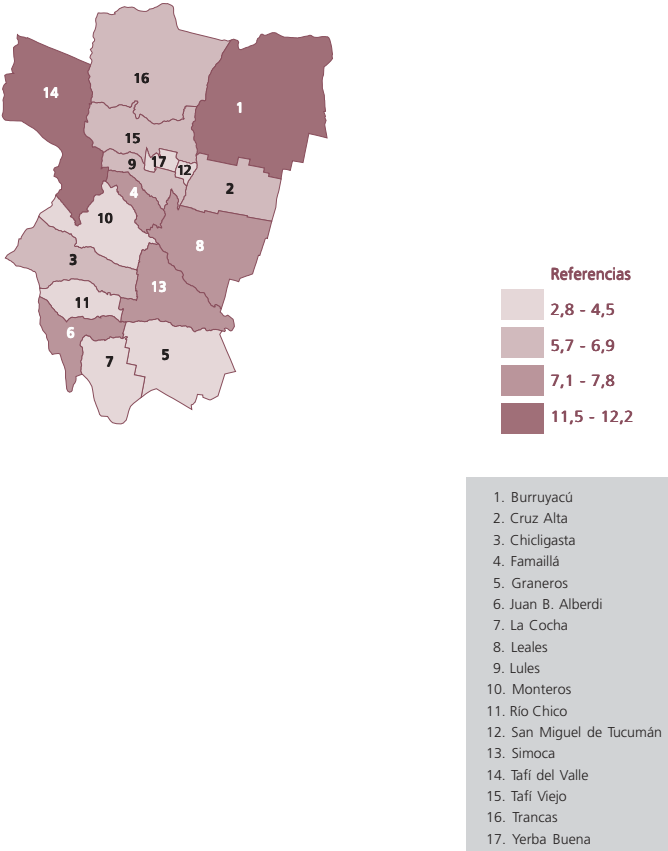 16
14
1
15
9
17
12
4
2
10
8
3
13
11
6
7
5
Referencias
2,8 - 4,5
5,7 - 6,9
7,1 - 7,8
11,5 - 12,2
1. Burruyacú
2. Cruz Alta
3. Chicligasta
4. Famaillá
5. Graneros
6. Juan B. Alberdi
7. La Cocha
8. Leales
9. Lules
10. Monteros
11. Río Chico
12. San Miguel de Tucumán
13. Simoca
14. Tafí del Valle
15. Tafí Viejo
16. Trancas
17. Yerba Buena